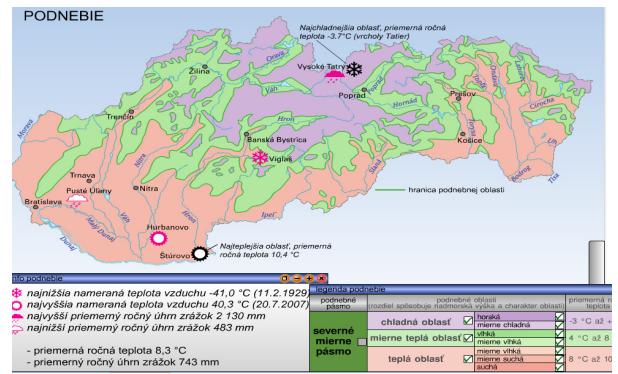 PODNEBIE
Najchladnejšia oblasť, priemerná ročná
teplota -3.7°C (vrcholy Tatier)
Vysoké Tatry
Orava
Žilina
Váh
Poprad
Poprad
Hornád
Prešov
Topľa
Ondava
Laborec
Cirocha
Trenčín
Hron
Banská Bystrica
Torysa
Košice
Uh
Morava
Vígľaš
Slaná
Bodrog
Tisa
Nitra
Trnava
Pusté Úľany
Nitra
hranica podnebnej oblasti
Bratislava
Malý Dunaj
Váh
Hron
Ipeľ
Hurbanovo
Dunaj
Štúrovo
Najteplejšia oblasť, priemerná
ročná teplota 10,4 °C
nfo podnebie
najnižšia nameraná teplota vzduchu -41,0 °C (11.2.1929
najvyššia nameraná teplota vzduchu 40,3 °C (20.7.2007)
najvyšší priemerný ročný úhrn zrážok 2 130 mm
najnižší priemerný ročný úhrn zrážok 483 mm
- priemerná ročná teplota 8,3 °C
- priemerný ročný úhrn zrážok 743 mm
legenda podnebie
podnebné pásmo
podnebné oblasti
(rozdiel spôsobuje nadmorská výška a charakter oblasti)
priemerná r
teplota
severné mierne pásmo
chladná oblasť
horská
mierne chladná
-3 °C až
mierne teplá oblasť
vlhká
mierne vlhká
4 °C až 8
teplá oblasť
mierne vlhká
mierne suchá
suchá
8 °C až 10